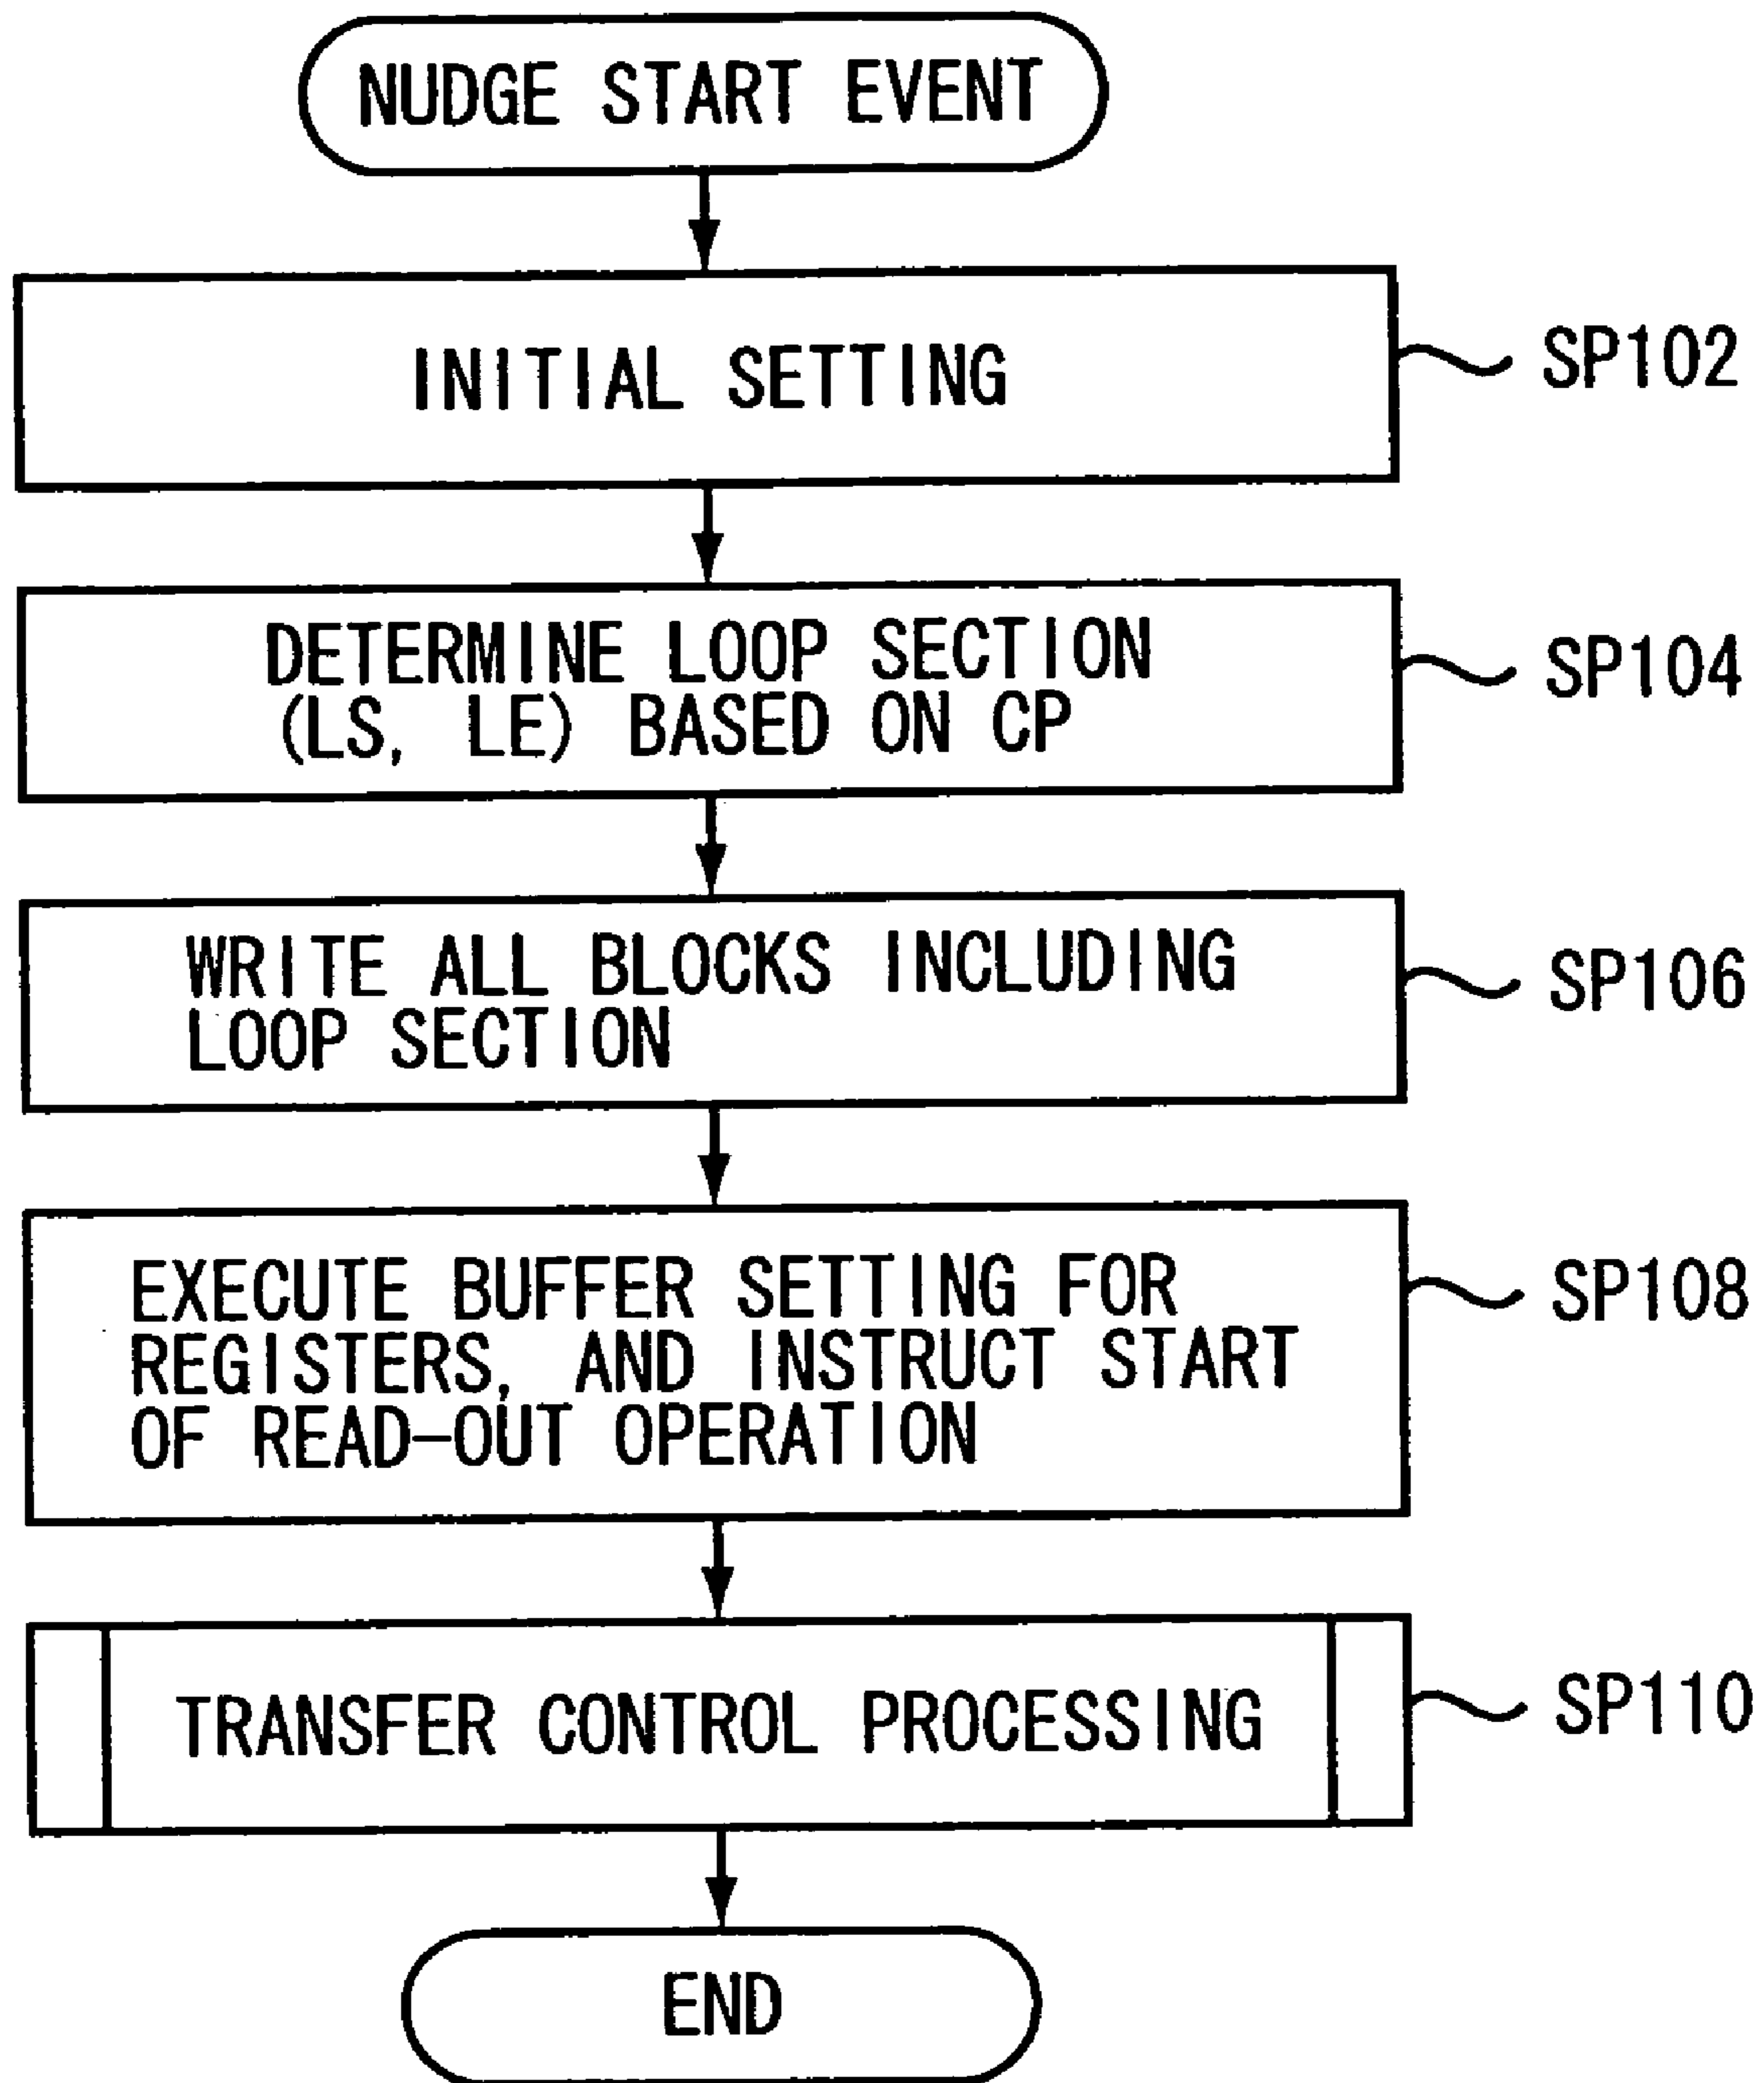 NUDGE START EVENT
INITIAL SETTING
SP102
DETERMINE LOOP SECTION
(LS, LE) BASED ON CP
SP104
WRITE ALL BLOCKS INCLUDING
LOOP SECTION
SP106
EXECUTE BUFFER SETTING FOR
REGISTERS, AND INSTRUCT START
OF READ-OUT OPERATION
SP108
TRANSFER CONTROL PROCESSING
SP110
END